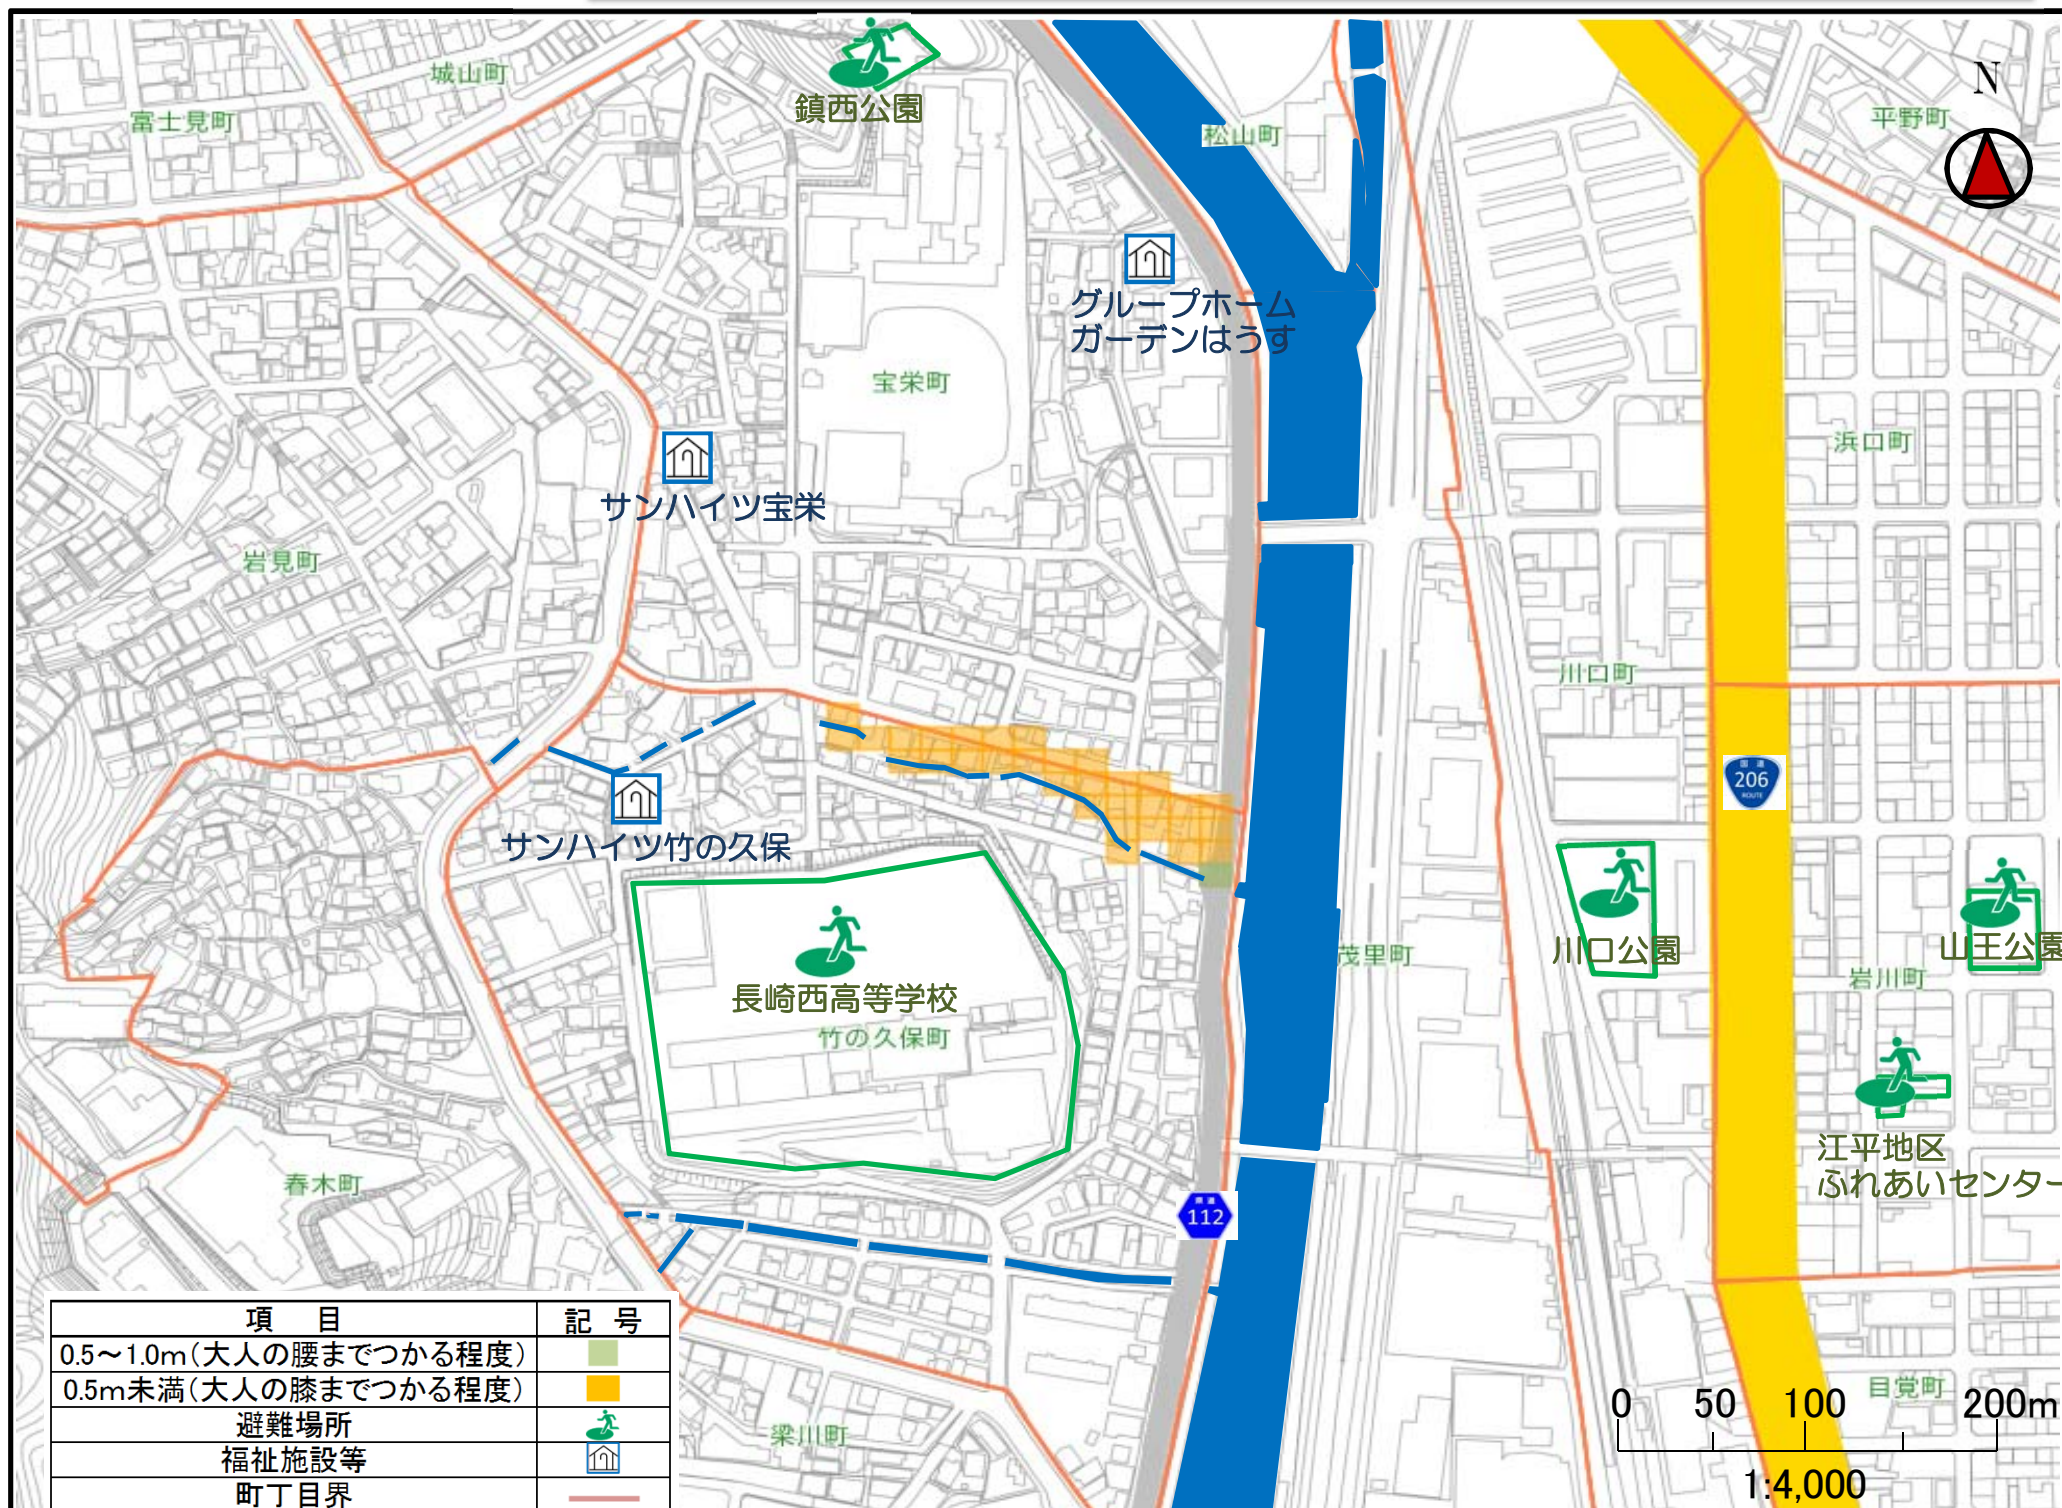 城山町
富士見町
鎮西公園
松山町
N
平野町
グループホーム
ガーデンはうす
宝栄町
浜口町
サンハイツ宝栄
岩見町
川口町
国道
206
ROUTE
サンハイツ竹の久保
長崎西高等学校
竹の久保町
茂里町
川口公園
山王公園
岩川町
江平地区
ふれあいセンター
春木町
県道
112
目覚町
梁川町
項 目 記 号
0.5～1.0m(大人の腰までつかる程度)
0.5m未満(大人の膝までつかる程度)
避難場所
福祉施設等
町丁目界
0 50 100 200m
1:4,000